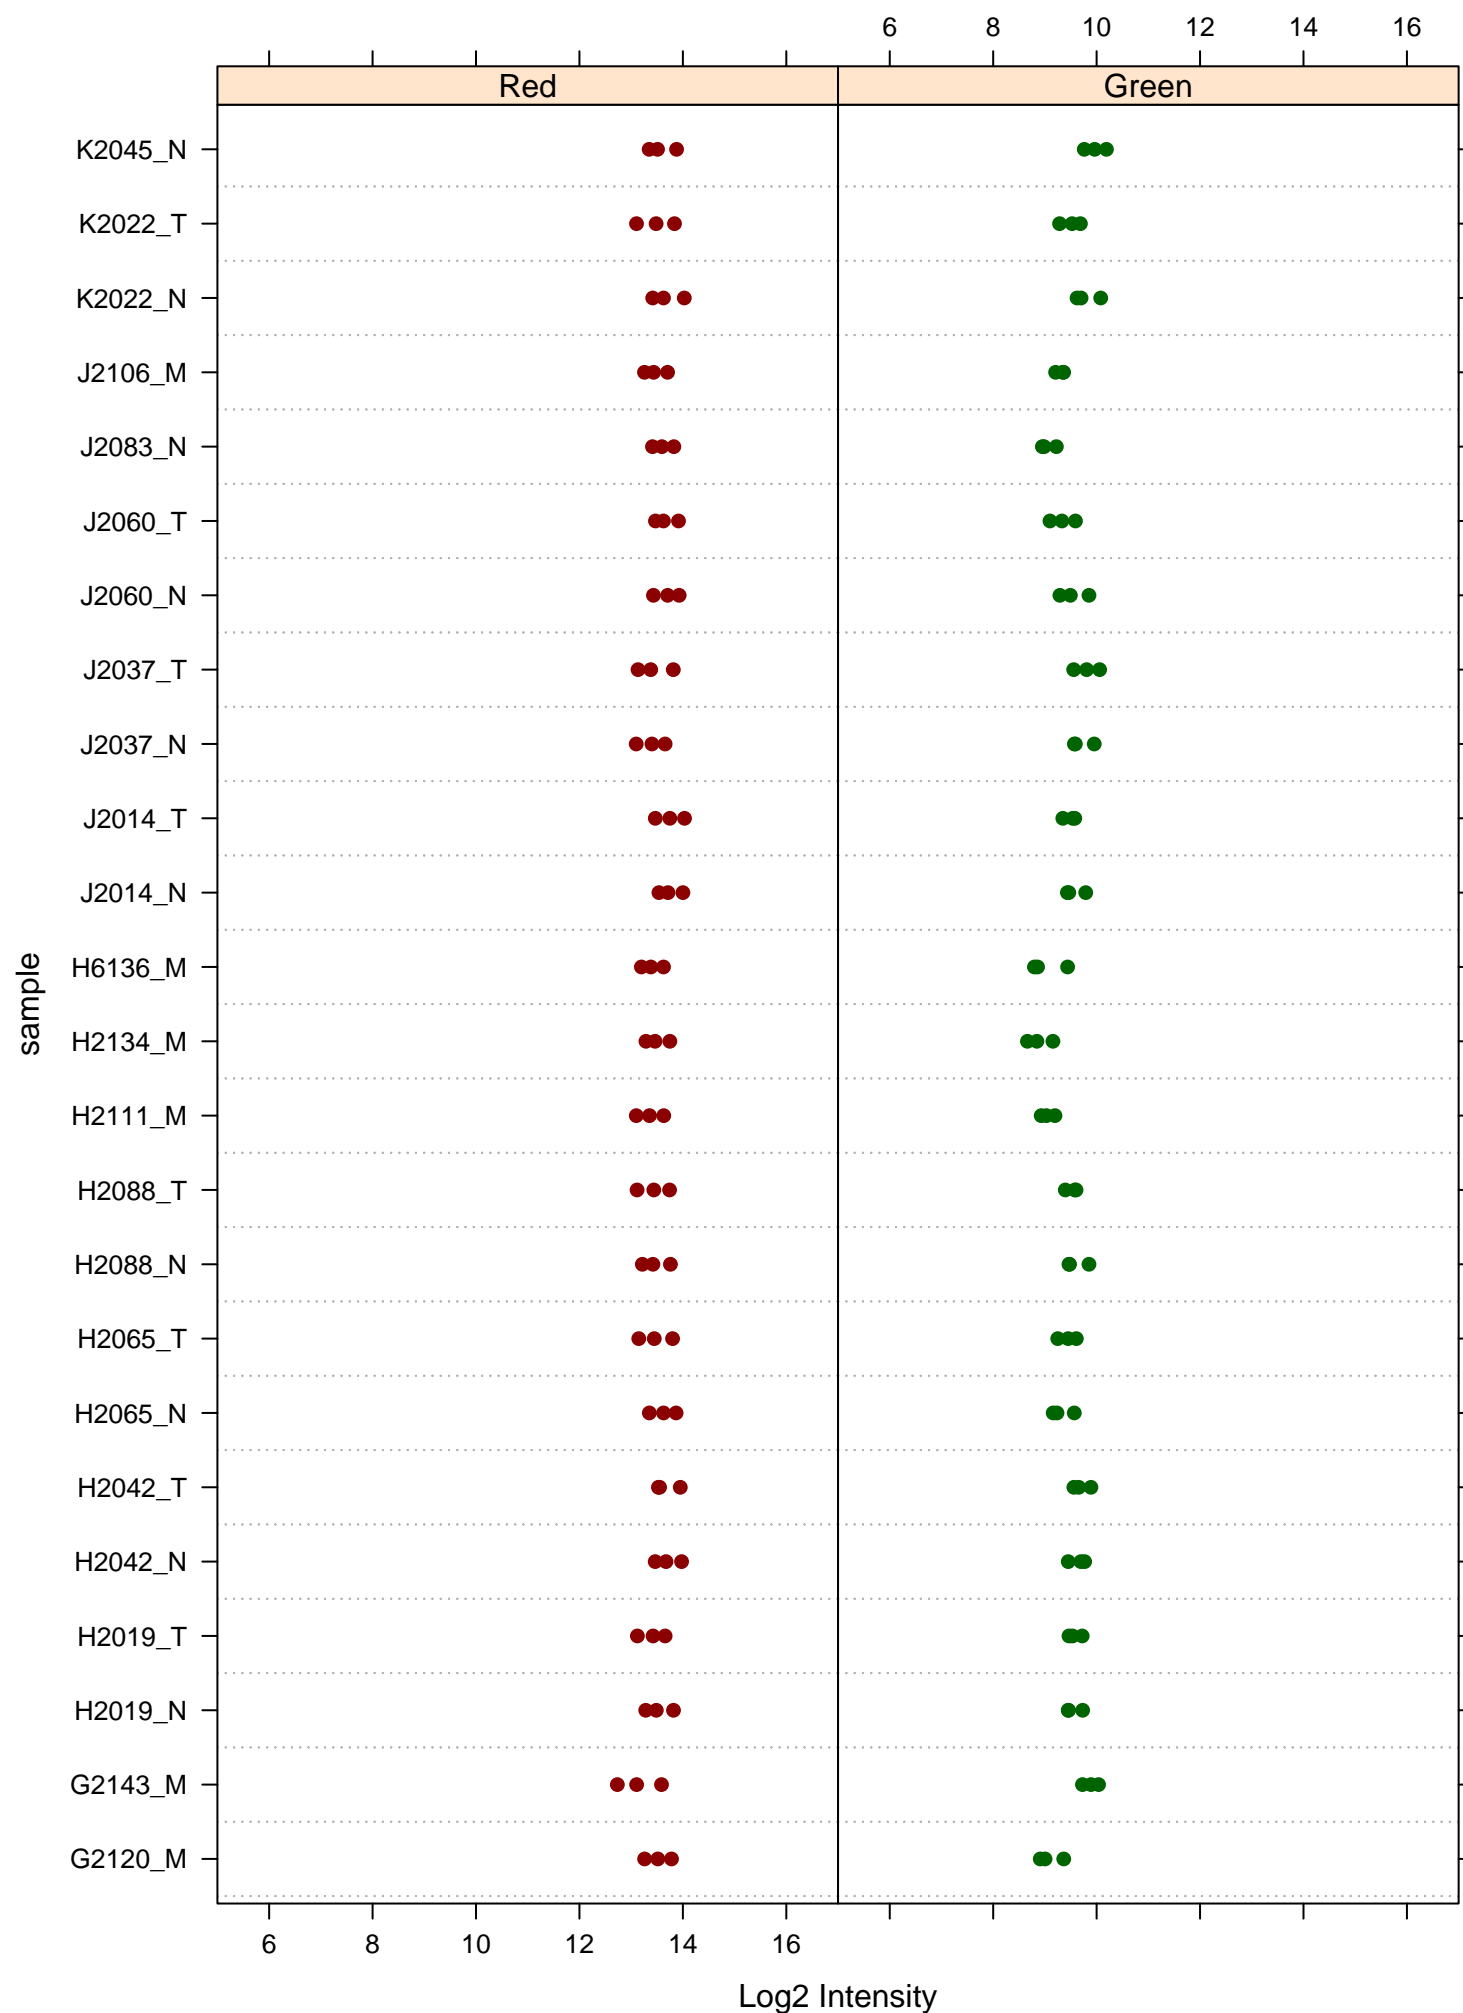 6 8 10 12 14 16
Red Green
K2045_N
K2022_T
K2022_N
J2106_M
J2083_N
J2060_T
J2060_N
J2037_T
J2037_N
J2014_T
J2014_N
H6136_M
H2134_M
H2111_M
H2088_T
H2088_N
H2065_T
H2065_N
H2042_T
H2042_N
H2019_T
H2019_N
G2143_M
G2120_M
sample
6 8 10 12 14 16
Log2 Intensity